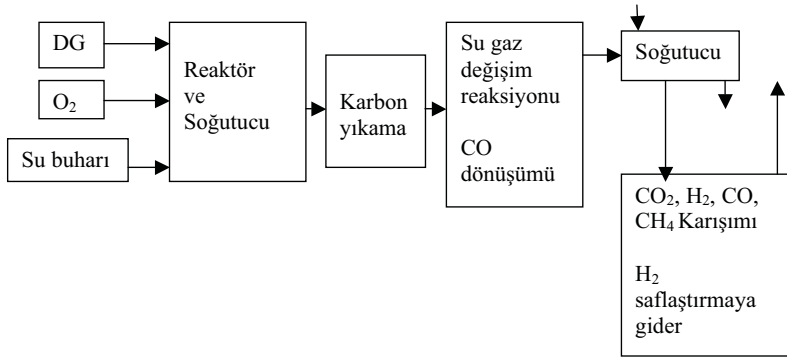 DG
O₂
Su buharı
Reaktör
ve
Soğutucu
Karbon
yıkama
Su gaz
değişim
reaksiyonu
CO
dönüşümü
Soğutucu
CO₂, H₂, CO,
CH₄ Karışımı
H₂
saflaştırmaya
gider